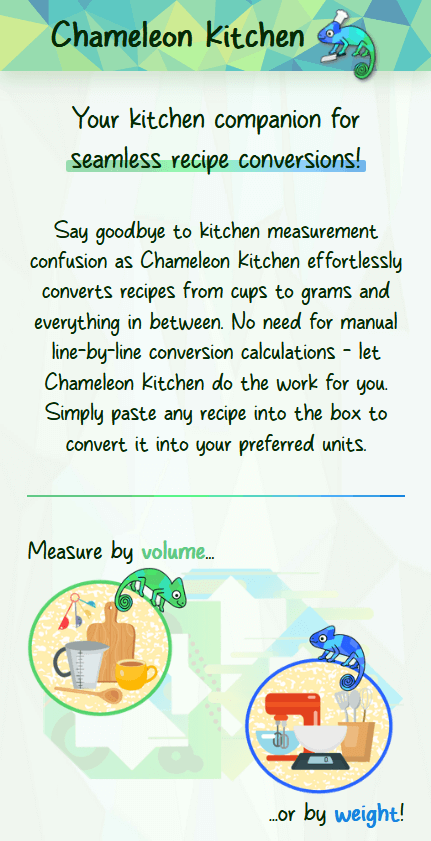 Chameleon Kitchen
Your kitchen companion for
seamless recipe conversions!
Say goodbye to kitchen measurement
confusion as Chameleon Kitchen effortlessly
converts recipes from cups to grams and
everything in between. No need for manual
line-by-line conversion calculations - let
Chameleon Kitchen do the work for you.
Simply paste any recipe into the box to
convert it into your preferred units.
Measure by volume...
...or by weight!